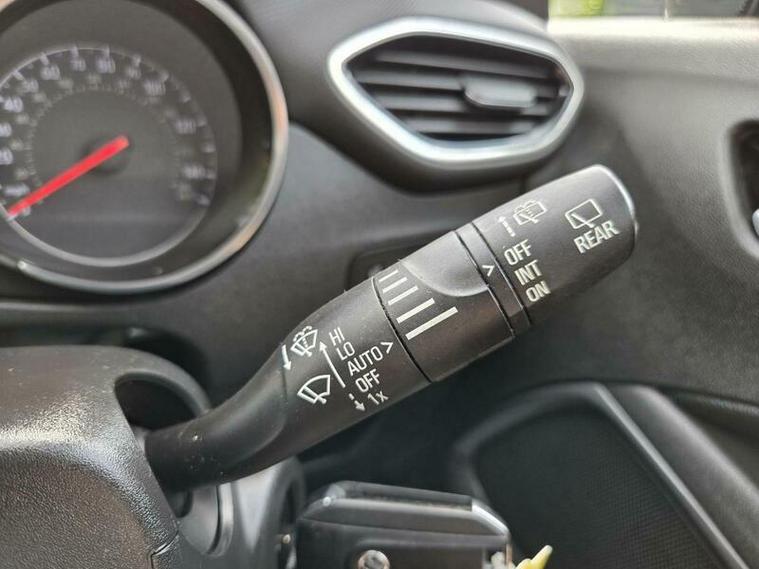 HI
LO
AUTO >
OFF
1x
OFF
INT
ON
REAR